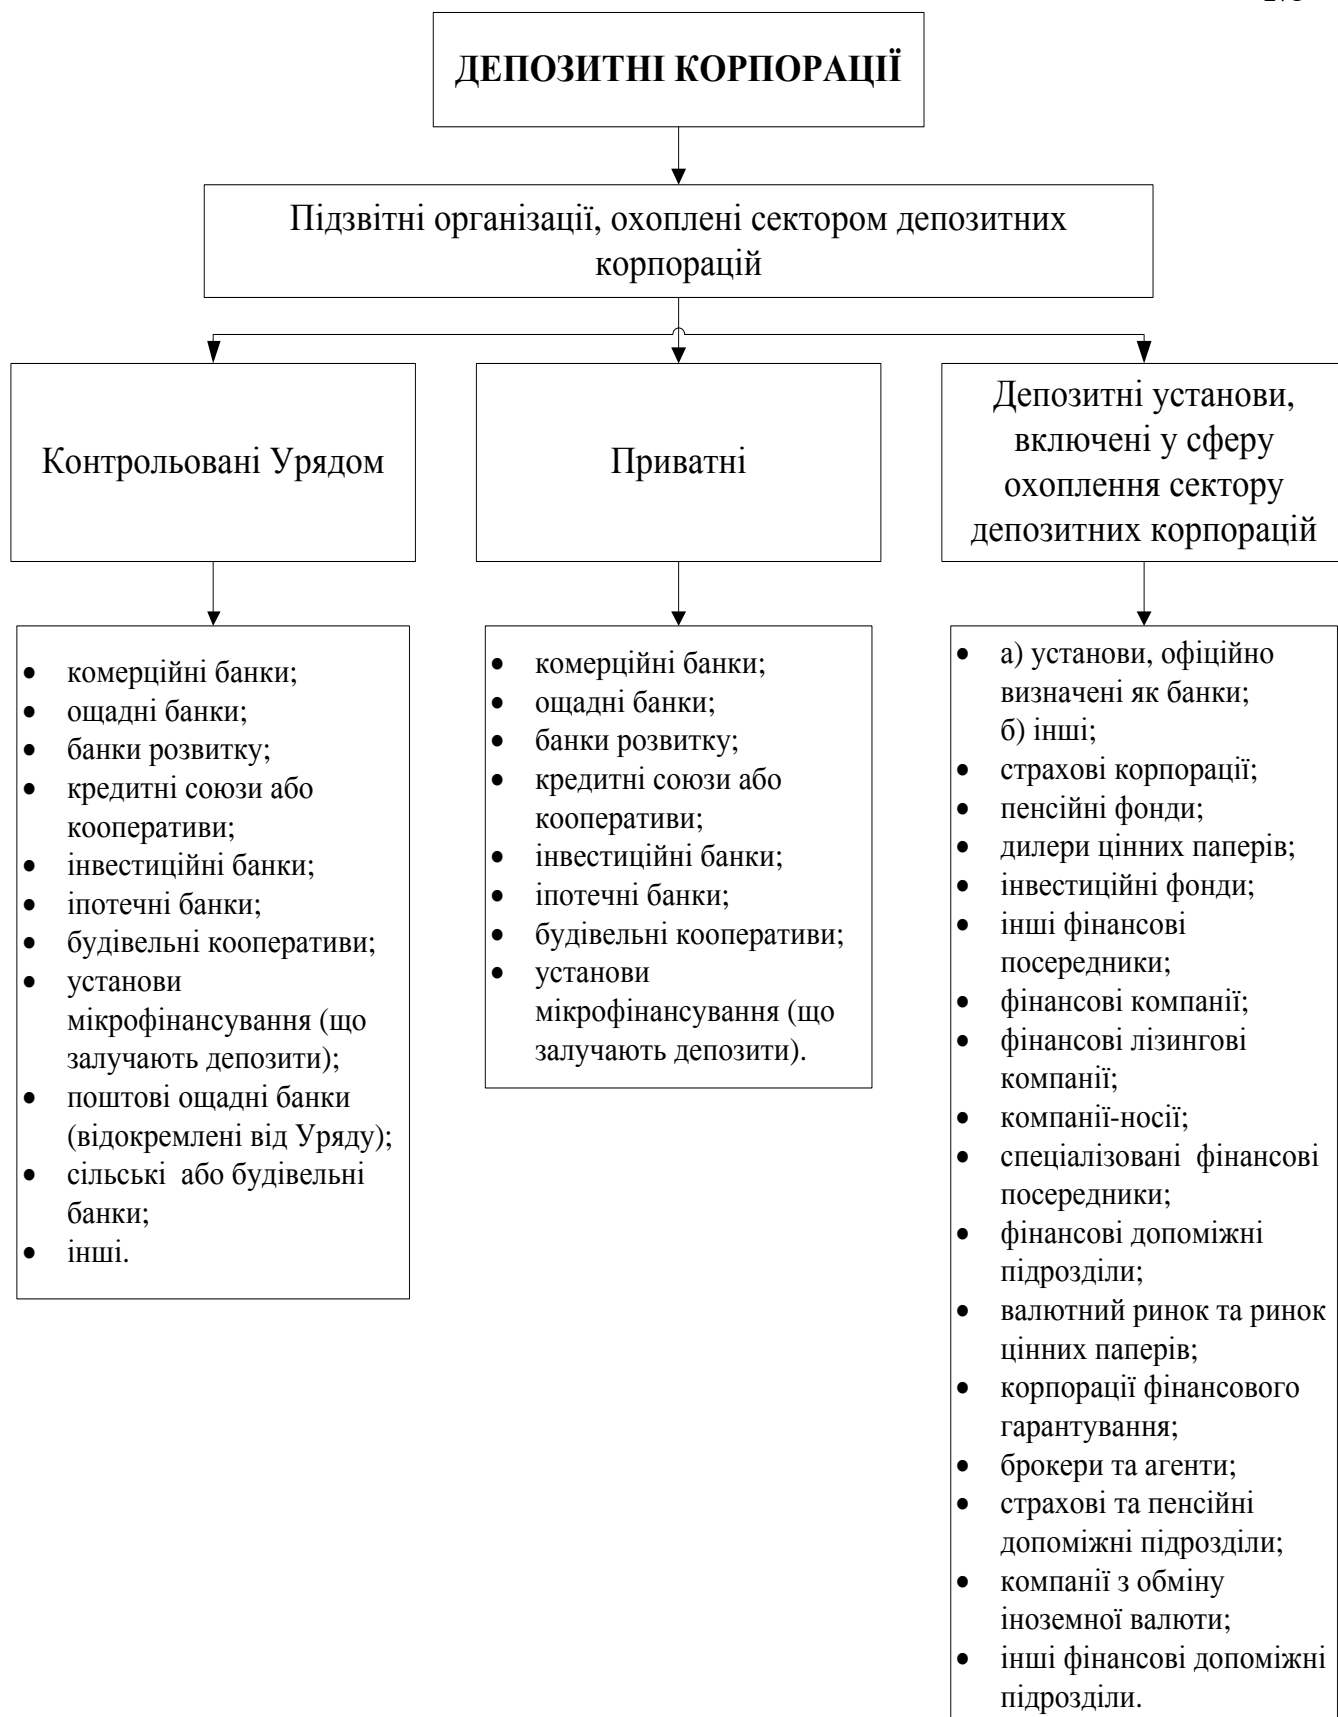 ДЕПОЗИТНІ КОРПОРАЦІЇ
Підзвітні організації, охоплені сектором депозитних
корпорацій
Контрольовані Урядом
Приватні
Депозитні установи,
включені у сферу
охоплення сектору
депозитних корпорацій
• комерційні банки;
• ощадні банки;
• банки розвитку;
• кредитні союзи або
кооперативи;
• інвестиційні банки;
• іпотечні банки;
• будівельні кооперативи;
• установи
мікрофінансування (що
залучають депозити);
• поштові ощадні банки
(відокремлені від Уряду);
• сільські або будівельні
банки;
• інші.
• комерційні банки;
• ощадні банки;
• банки розвитку;
• кредитні союзи або
кооперативи;
• інвестиційні банки;
• іпотечні банки;
• будівельні кооперативи;
• установи
мікрофінансування (що
залучають депозити).
• а) установи, офіційно
визначені як банки;
б) інші;
• страхові корпорації;
• пенсійні фонди;
• дилери цінних паперів;
• інвестиційні фонди;
• інші фінансові
посередники;
• фінансові компанії;
• фінансові лізингові
компанії;
• компанії-носії;
• спеціалізовані фінансові
посередники;
• фінансові допоміжні
підрозділи;
• валютний ринок та ринок
цінних паперів;
• корпорації фінансового
гарантування;
• брокери та агенти;
• страхові та пенсійні
допоміжні підрозділи;
• компанії з обміну
іноземної валюти;
• інші фінансові допоміжні
підрозділи.